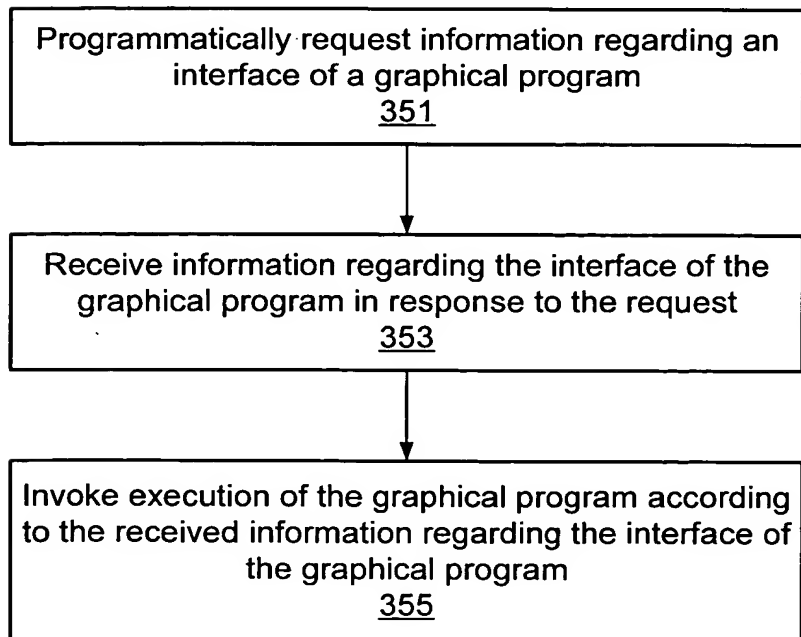 Programmatically request information regarding an
interface of a graphical program
351
Receive information regarding the interface of the
graphical program in response to the request
353
Invoke execution of the graphical program according
to the received information regarding the interface of
the graphical program
355